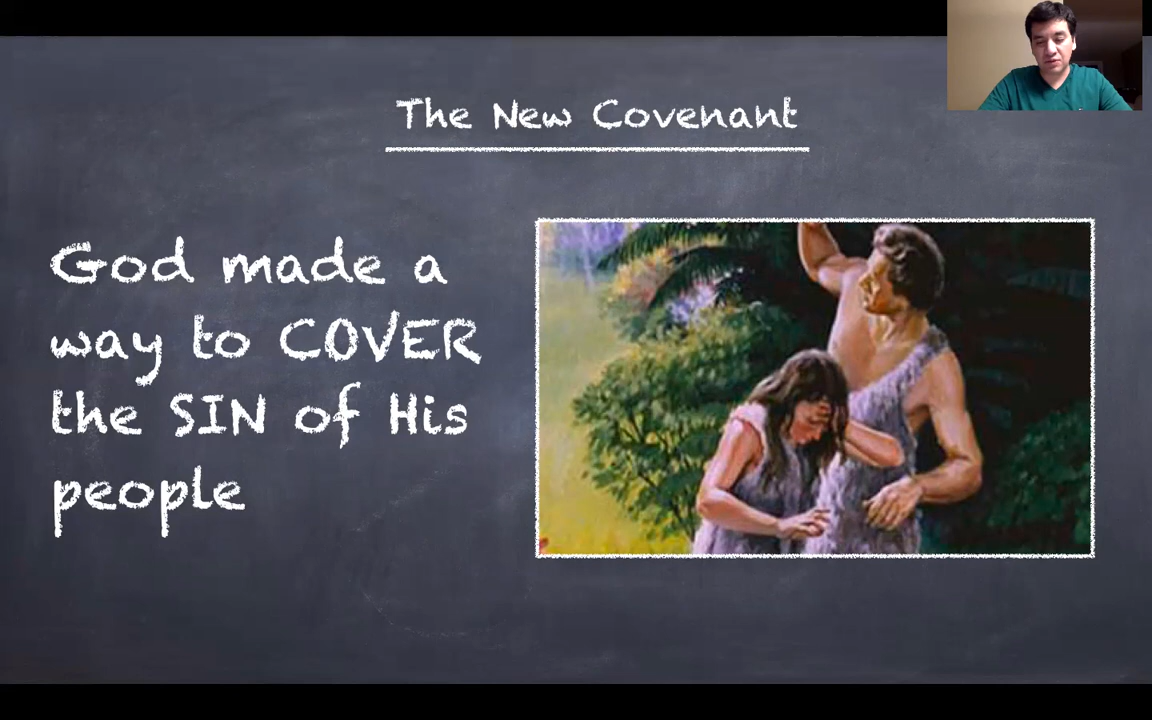 The New Covenant
God made a
way to COVER
the SIN of His
people